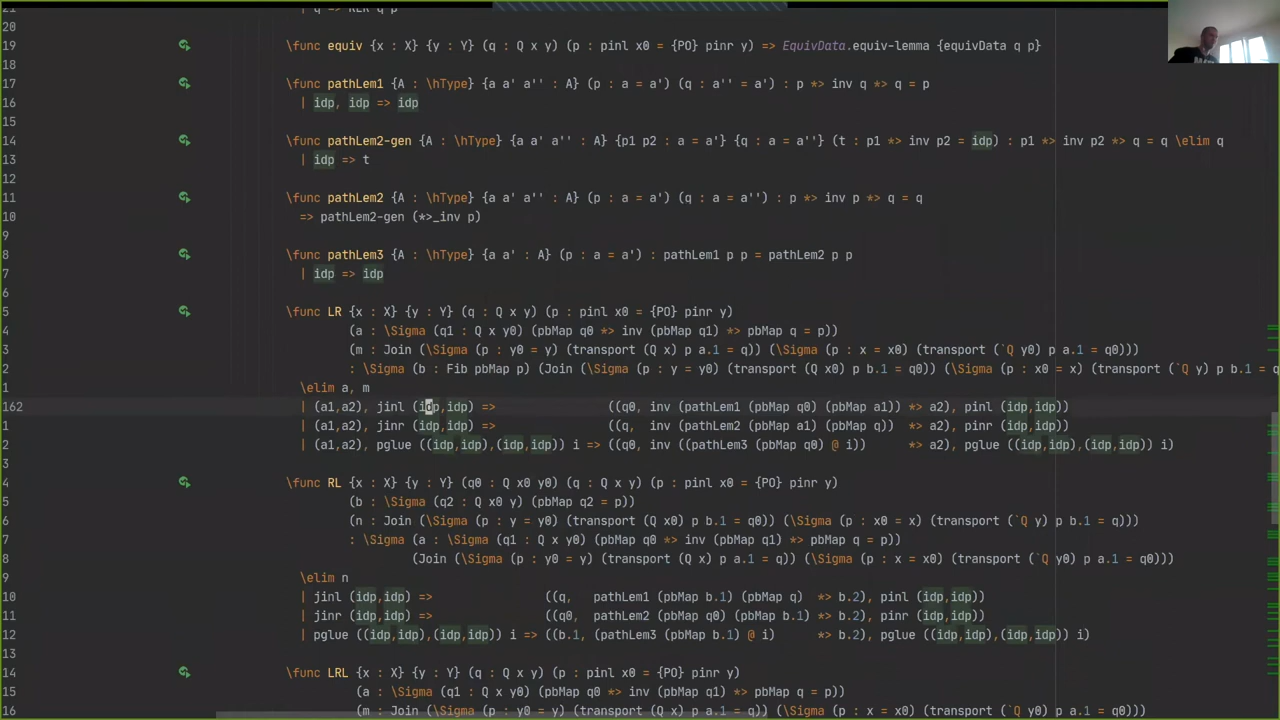 21 | q => RLR q p
20
19 \func equiv {x : X} {y : Y} (q : Q x y) (p : pinl x0 = {PO} pinr y) => EquivData.equiv-lemma {equivData q p}
18
17 \func pathLem1 {A : \hType} {a a' a'' : A} (p : a = a') (q : a'' = a') : p *> inv q *> q = p
16 | idp, idp => idp
15
14 \func pathLem2-gen {A : \hType} {a a' a'' : A} {p1 p2 : a = a'} {q : a = a''} (t : p1 *> inv p2 = idp) : p1 *> inv p2 *> q = q \elim q
13 | idp => t
12
11 \func pathLem2 {A : \hType} {a a' a'' : A} (p : a = a') (q : a = a'') : p *> inv p *> q = q
10 => pathLem2-gen (*>_inv p)
9
8 \func pathLem3 {A : \hType} {a a' : A} (p : a = a') : pathLem1 p p = pathLem2 p p
7 | idp => idp
6
5 \func LR {x : X} {y : Y} (q : Q x y) (p : pinl x0 = {PO} pinr y)
4 (a : \Sigma (q1 : Q x y0) (pbMap q0 *> inv (pbMap q1) *> pbMap q = p))
3 (m : Join (\Sigma (p : y0 = y) (transport (Q x) p a.1 = q)) (\Sigma (p : x = x0) (transport (`Q y0) p a.1 = q0)))
2 : \Sigma (b : Fib pbMap p) (Join (\Sigma (p : y = y0) (transport (Q x0) p b.1 = q0)) (\Sigma (p : x0 = x) (transport (`Q y) p b.1 = q
1 \elim a, m
162 | (a1,a2), jinl (idp,idp) => ((q0, inv (pathLem1 (pbMap q0) (pbMap a1)) *> a2), pinl (idp,idp))
1 | (a1,a2), jinr (idp,idp) => ((q, inv (pathLem2 (pbMap a1) (pbMap q)) *> a2), pinr (idp,idp))
2 | (a1,a2), pglue ((idp,idp),(idp,idp)) i => ((q0, inv ((pathLem3 (pbMap q0) @ i)) *> a2), pglue ((idp,idp),(idp,idp)) i)
3
4 \func RL {x : X} {y : Y} (q0 : Q x0 y0) (q : Q x y) (p : pinl x0 = {PO} pinr y)
5 (b : \Sigma (q2 : Q x0 y) (pbMap q2 = p))
6 (n : Join (\Sigma (p : y = y0) (transport (Q x0) p b.1 = q0)) (\Sigma (p : x0 = x) (transport (`Q y) p b.1 = q)))
7 : \Sigma (a : \Sigma (q1 : Q x y0) (pbMap q0 *> inv (pbMap q1) *> pbMap q = p))
8 (Join (\Sigma (p : y0 = y) (transport (Q x) p a.1 = q)) (\Sigma (p : x = x0) (transport (`Q y0) p a.1 = q0)))
9 \elim n
10 | jinl (idp,idp) => ((q, pathLem1 (pbMap b.1) (pbMap q) *> b.2), pinl (idp,idp))
11 | jinr (idp,idp) => ((q0, pathLem2 (pbMap q0) (pbMap b.1) *> b.2), pinr (idp,idp))
12 | pglue ((idp,idp),(idp,idp)) i => ((b.1, (pathLem3 (pbMap b.1) @ i) *> b.2), pglue ((idp,idp),(idp,idp)) i)
13
14 \func LRL {x : X} {y : Y} (q : Q x y) (p : pinl x0 = {PO} pinr y)
15 (a : \Sigma (q1 : Q x y0) (pbMap q0 *> inv (pbMap q1) *> pbMap q = p))
16 (m : Join (\Sigma (p : y0 = y) (transport (Q x) p a.1 = q)) (\Sigma (p : x = x0) (transport (`Q y0) p a.1 = q0)))